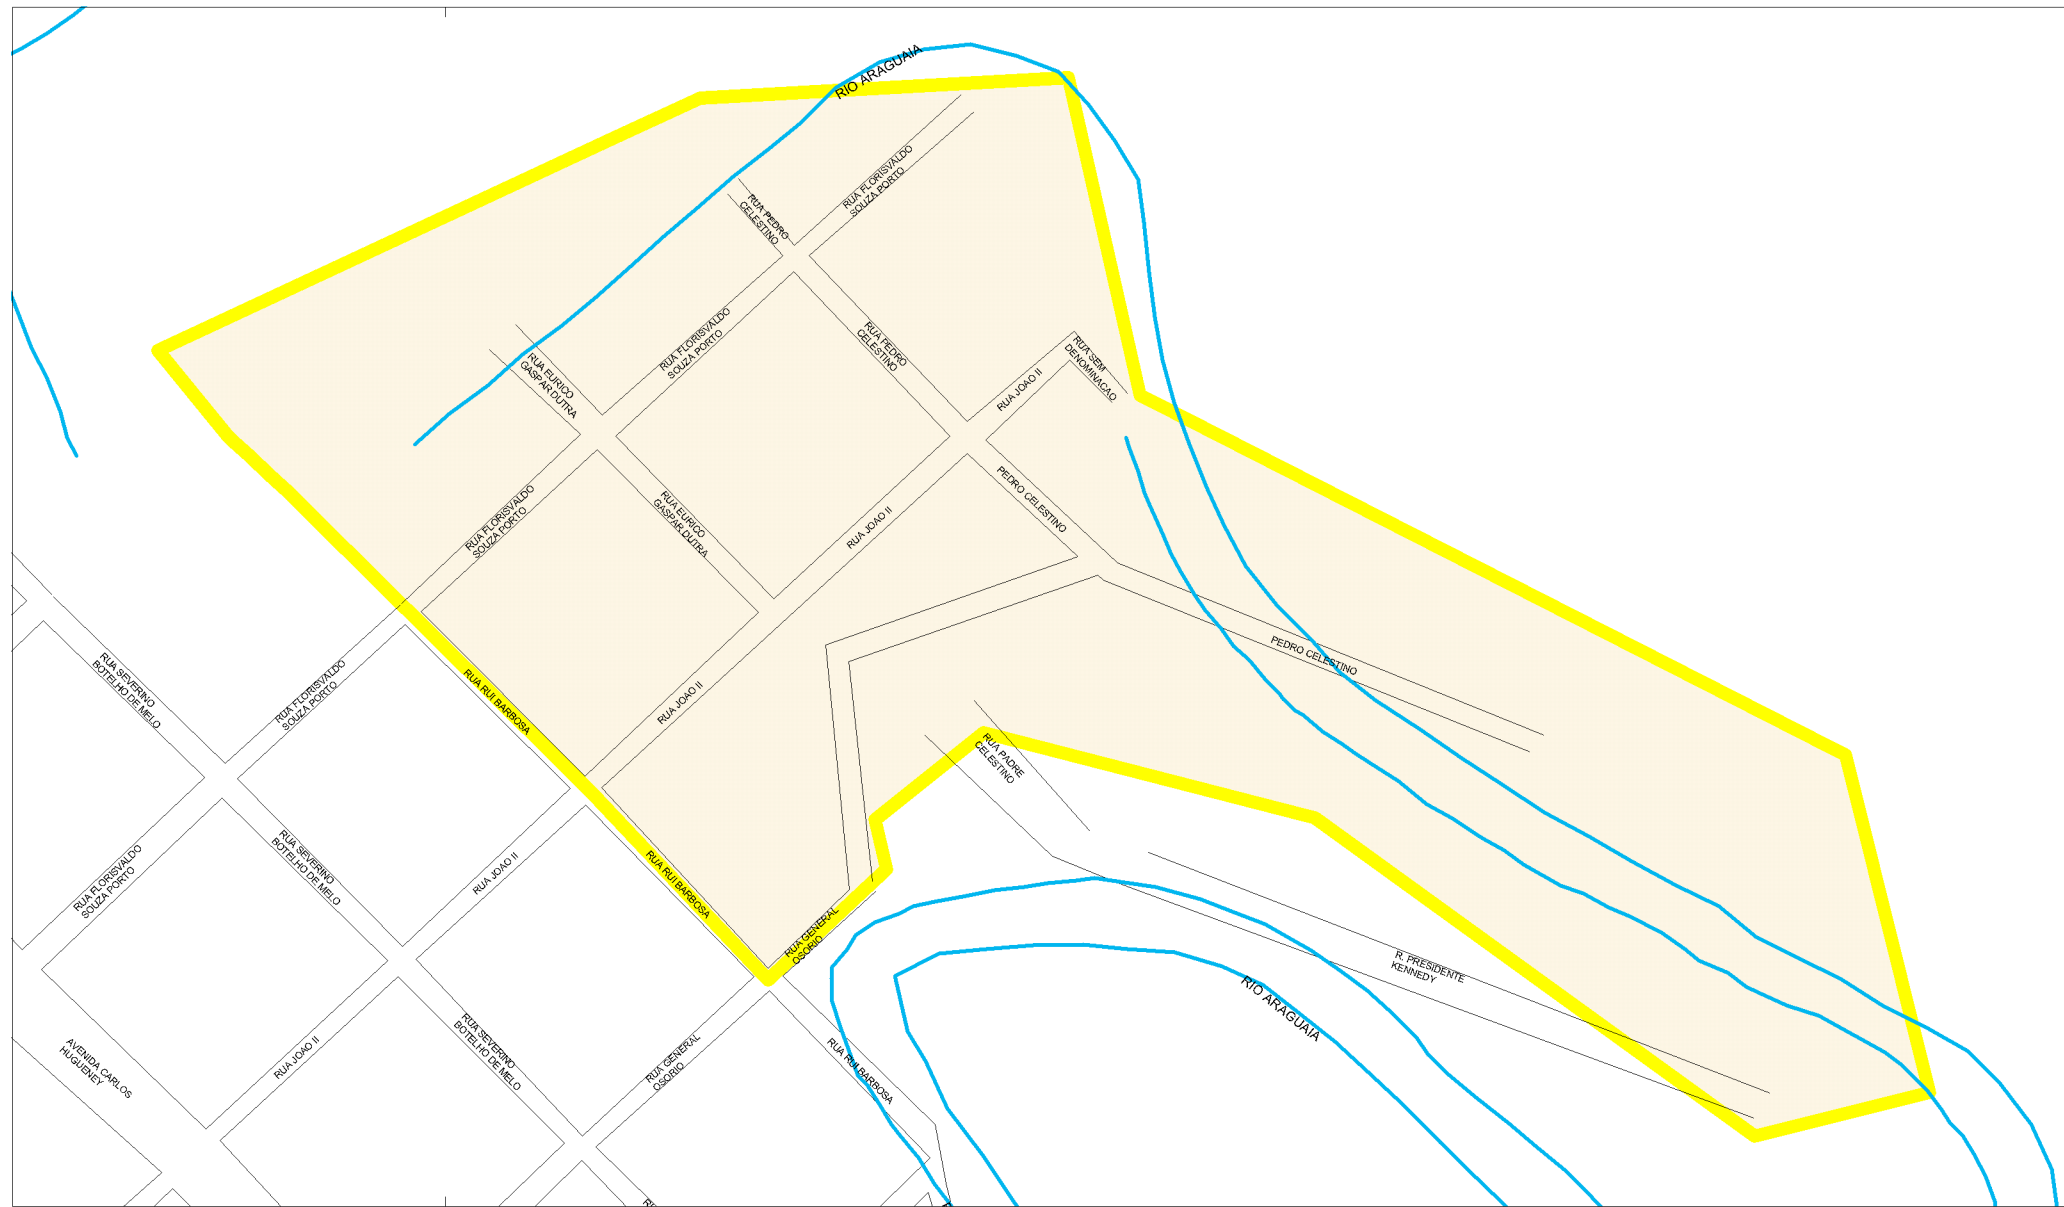 RIO ARAGUAIA
RUA FLORISVALDO
SOUZA PORTO
RUA PEDRO
CELESTINO
RUA FLORISVALDO
SOUZA PORTO
RUA PEDRO
CELESTINO
RUA SEM
DENOMINACAO
RUA EURICO
GASPAR DUTRA
RUA JOAO II
RUA FLORISVALDO
SOUZA PORTO
RUA EURICO
GASPAR DUTRA
RUA JOAO II
PEDRO CELESTINO
PEDRO CELESTINO
RUA SEVERINO
BOTELHO DE MELO
RUA FLORISVALDO
SOUZA PORTO
RUA RUI BARBOSA
RUA JOAO II
RUA PADRE
CELESTINO
RUA FLORISVALDO
SOUZA PORTO
RUA SEVERINO
BOTELHO DE MELO
RUA JOAO II
RUA RUI BARBOSA
RUA GENERAL
OSORIO
R. PRESIDENTE
KENNEDY
RIO ARAGUAIA
AVENIDA CARLOS
HUGUENEY
RUA JOAO II
RUA SEVERINO
BOTELHO DE MELO
RUA GENERAL
OSORIO
RUA RUI BARBOSA